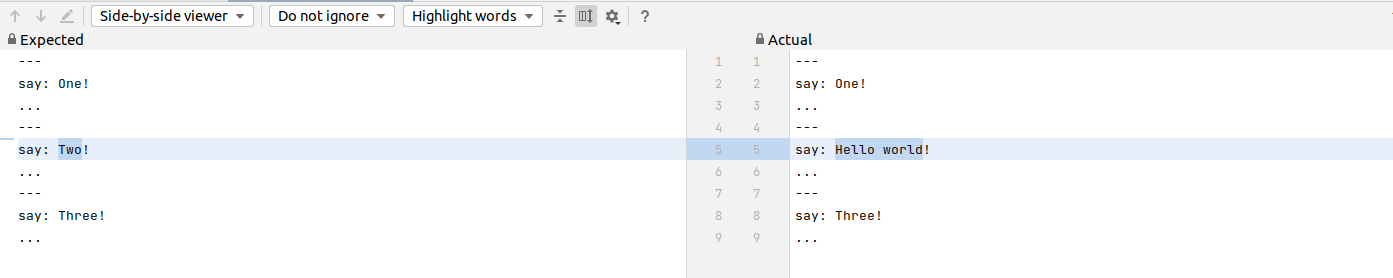 Side-by-side viewer Do not ignore Highlight words ?
Expected Actual
--- 1 1 ---
say: One! 2 2 say: One!
... 3 3 ...
--- 4 4 ---
say: Two! 5 5 say: Hello world!
... 6 6 ...
--- 7 7 ---
say: Three! 8 8 say: Three!
... 9 9 ...